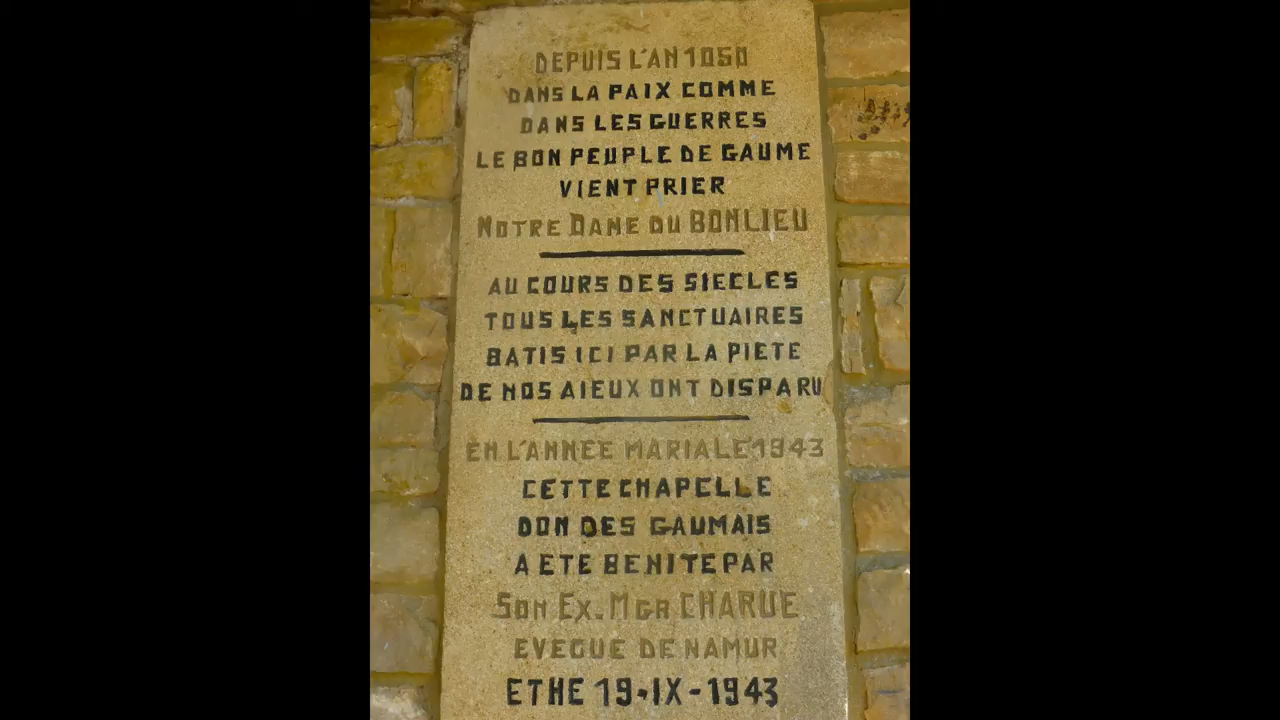 DEPUIS L'AN 1050
DANS LA PAIX COMME
DANS LES GUERRES
LE BON PEUPLE DE GAUME
VIENT PRIER
NOTRE DAME DU BONLIEU
AU COURS DES SIECLES
TOUS LES SANCTUAIRES
BATIS ICI PAR LA PIETE
DE NOS AIEUX ONT DISPARU
EN L'ANNEE MARIALE 1943
CETTE CHAPELLE
DON DES GAUMAIS
A ETE BENITE PAR
SON EX. MGR CHARUE
EVEQUE DE NAMUR
ETHE 19-IX-1943